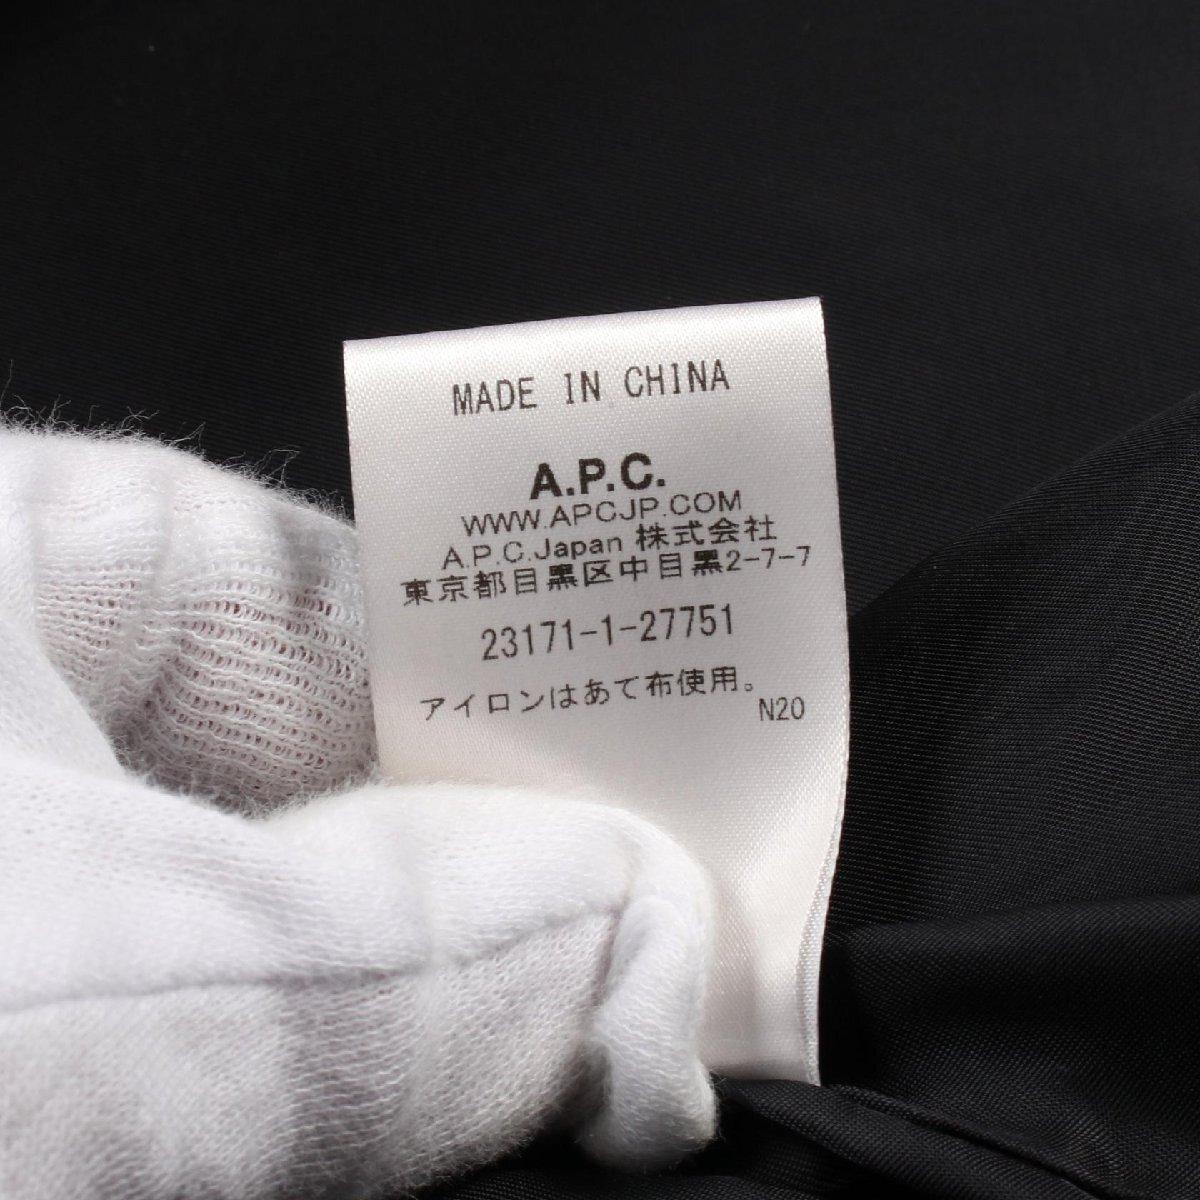 MADE IN CHINA
A.P.C.
WWW.APCJP.COM
A.P.C.Japan 株式会社
東京都目黒区中目黒2-7-7
23171-1-27751
アイロンはあて布使用。
N20